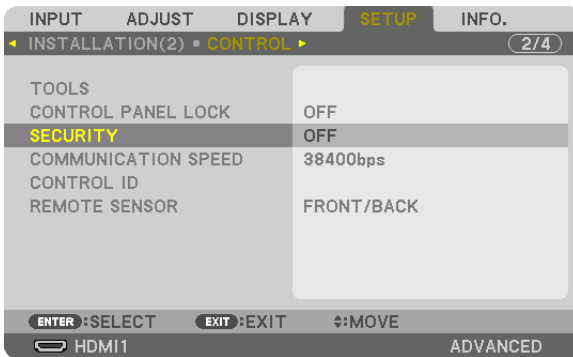 INPUT ADJUST DISPLAY SETUP INFO.
INSTALLATION(2) • CONTROL 2/4
TOOLS
CONTROL PANEL LOCK OFF
SECURITY OFF
COMMUNICATION SPEED 38400bps
CONTROL ID
REMOTE SENSOR FRONT/BACK
ENTER :SELECT EXIT :EXIT :MOVE
HDMI1 ADVANCED